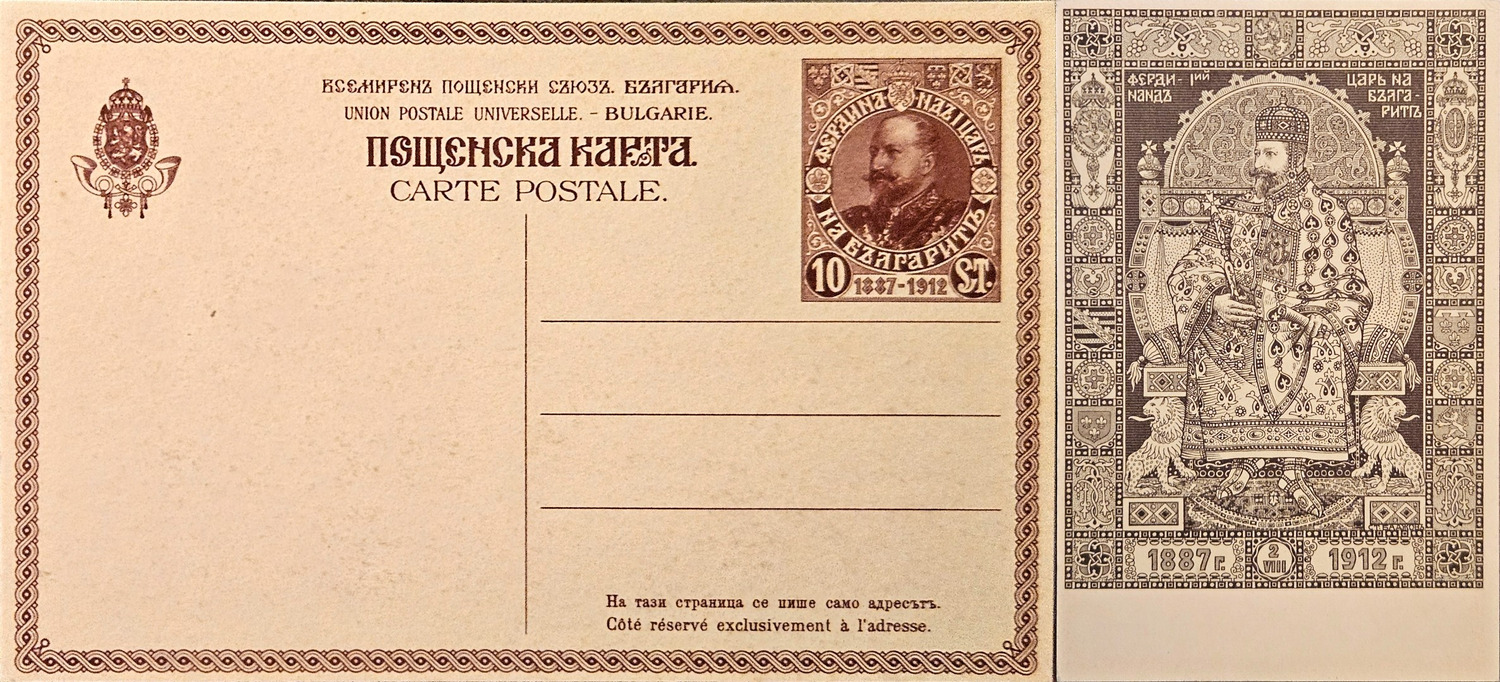 ВСЕМИРЕНЪ ПОЩЕНСКИ СЪЮЗЪ. БЪЛГАРИѨ.
UNION POSTALE UNIVERSELLE. - BULGARIE.
ПОЩЕНСКА КАРТА.
CARTE POSTALE.
ФЕРДИНАНДЪ I ЦАРЬ
НА БЪЛГАРИТѢ
10 1887-1912 ST.
На тази страница се пише само адресътъ.
Côté réservé exclusivement à l'adresse.
ФЕРДИ- Iий
НАНДЪ
ЦАРЬ НА
БЪЛГА-
РИТѢ
1887 г. 2 VIII 1912 г.